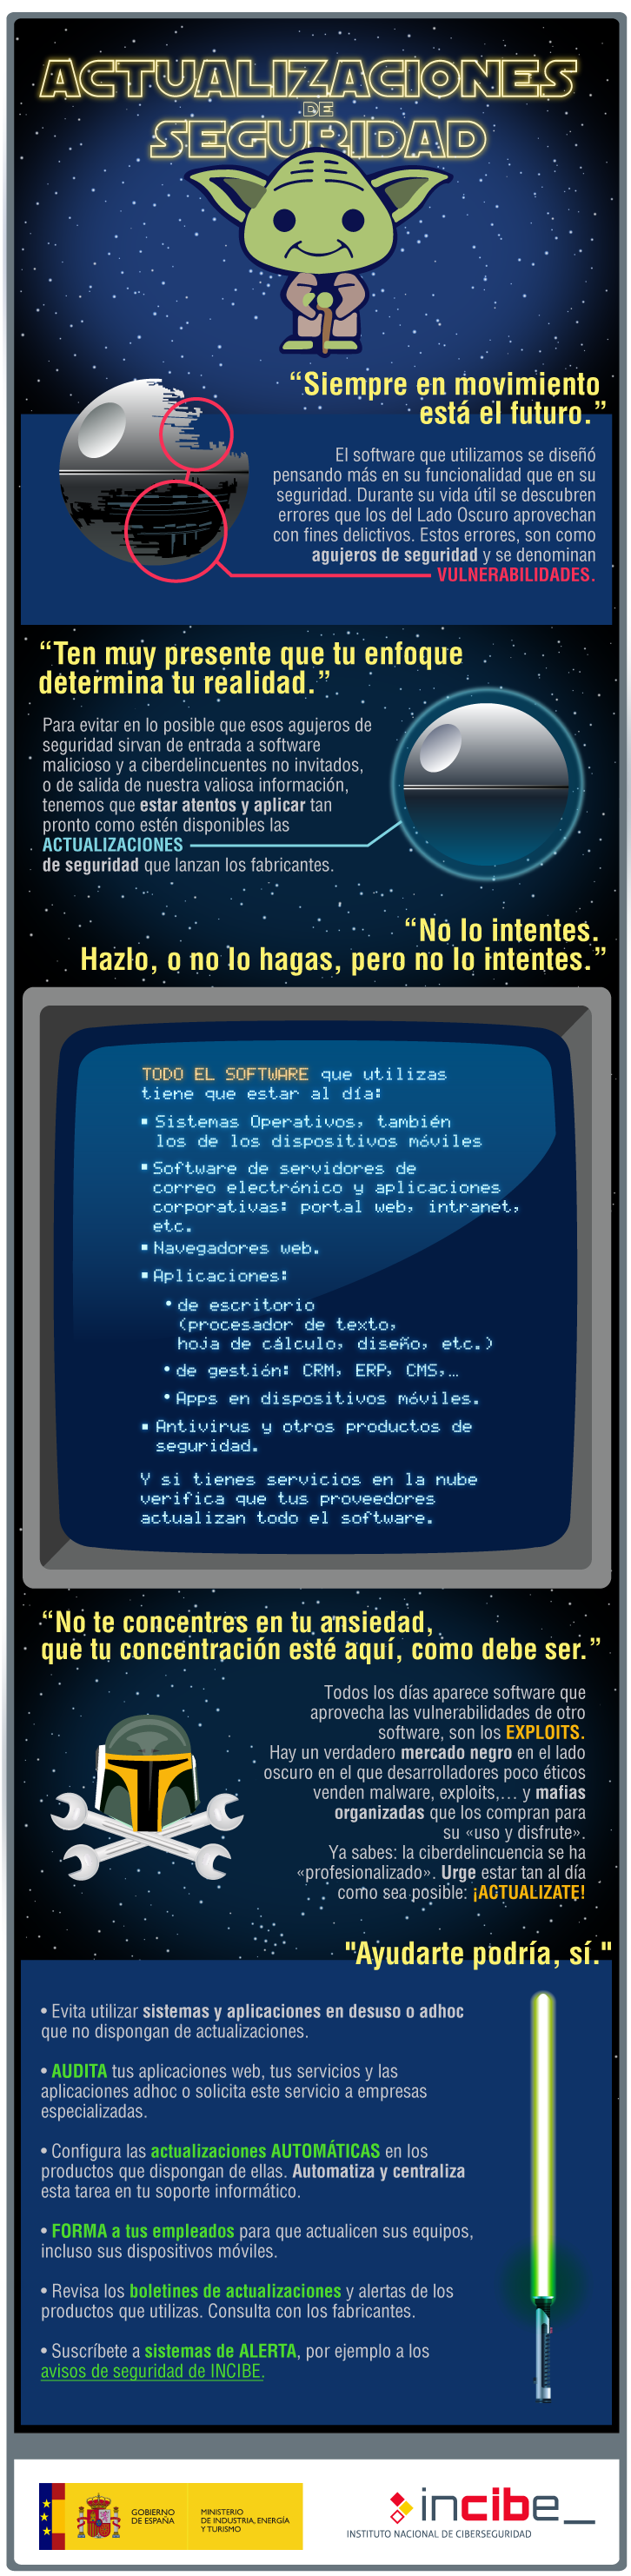 ACTUALIZACIONES
DE
SEGURIDAD
“Siempre en movimiento
está el futuro.”
El software que utilizamos se diseñó
pensando más en su funcionalidad que en su
seguridad. Durante su vida útil se descubren
errores que los del Lado Oscuro aprovechan
con fines delictivos. Estos errores, son como
agujeros de seguridad y se denominan
VULNERABILIDADES.
“Ten muy presente que tu enfoque
determina tu realidad.”
Para evitar en lo posible que esos agujeros de
seguridad sirvan de entrada a software
malicioso y a ciberdelincuentes no invitados,
o de salida de nuestra valiosa información,
tenemos que estar atentos y aplicar tan
pronto como estén disponibles las
ACTUALIZACIONES
de seguridad que lanzan los fabricantes.
“No lo intentes.
Hazlo, o no lo hagas, pero no lo intentes.”
TODO EL SOFTWARE que utilizas
tiene que estar al día:
▪ Sistemas Operativos, también
los de los dispositivos móviles
▪ Software de servidores de
correo electrónico y aplicaciones
corporativas: portal web, intranet,
etc.
▪ Navegadores web.
▪ Aplicaciones:
• de escritorio
(procesador de texto,
hoja de cálculo, diseño, etc.)
• de gestión: CRM, ERP, CMS,...
• Apps en dispositivos móviles.
▪ Antivirus y otros productos de
seguridad.
Y si tienes servicios en la nube
verifica que tus proveedores
actualizan todo el software.
“No te concentres en tu ansiedad,
que tu concentración esté aquí, como debe ser.”
Todos los días aparece software que
aprovecha las vulnerabilidades de otro
software, son los EXPLOITS.
Hay un verdadero mercado negro en el lado
oscuro en el que desarrolladores poco éticos
venden malware, exploits,... y mafias
organizadas que los compran para
su «uso y disfrute».
Ya sabes: la ciberdelincuencia se ha
«profesionalizado». Urge estar tan al día
como sea posible: ¡ACTUALIZATE!
"Ayudarte podría, sí."
• Evita utilizar sistemas y aplicaciones en desuso o adhoc
que no dispongan de actualizaciones.
• AUDITA tus aplicaciones web, tus servicios y las
aplicaciones adhoc o solicita este servicio a empresas
especializadas.
• Configura las actualizaciones AUTOMÁTICAS en los
productos que dispongan de ellas. Automatiza y centraliza
esta tarea en tu soporte informático.
• FORMA a tus empleados para que actualicen sus equipos,
incluso sus dispositivos móviles.
• Revisa los boletines de actualizaciones y alertas de los
productos que utilizas. Consulta con los fabricantes.
• Suscríbete a sistemas de ALERTA, por ejemplo a los
avisos de seguridad de INCIBE.
GOBIERNO
DE ESPAÑA
MINISTERIO
DE INDUSTRIA, ENERGÍA
Y TURISMO
incibe_
INSTITUTO NACIONAL DE CIBERSEGURIDAD